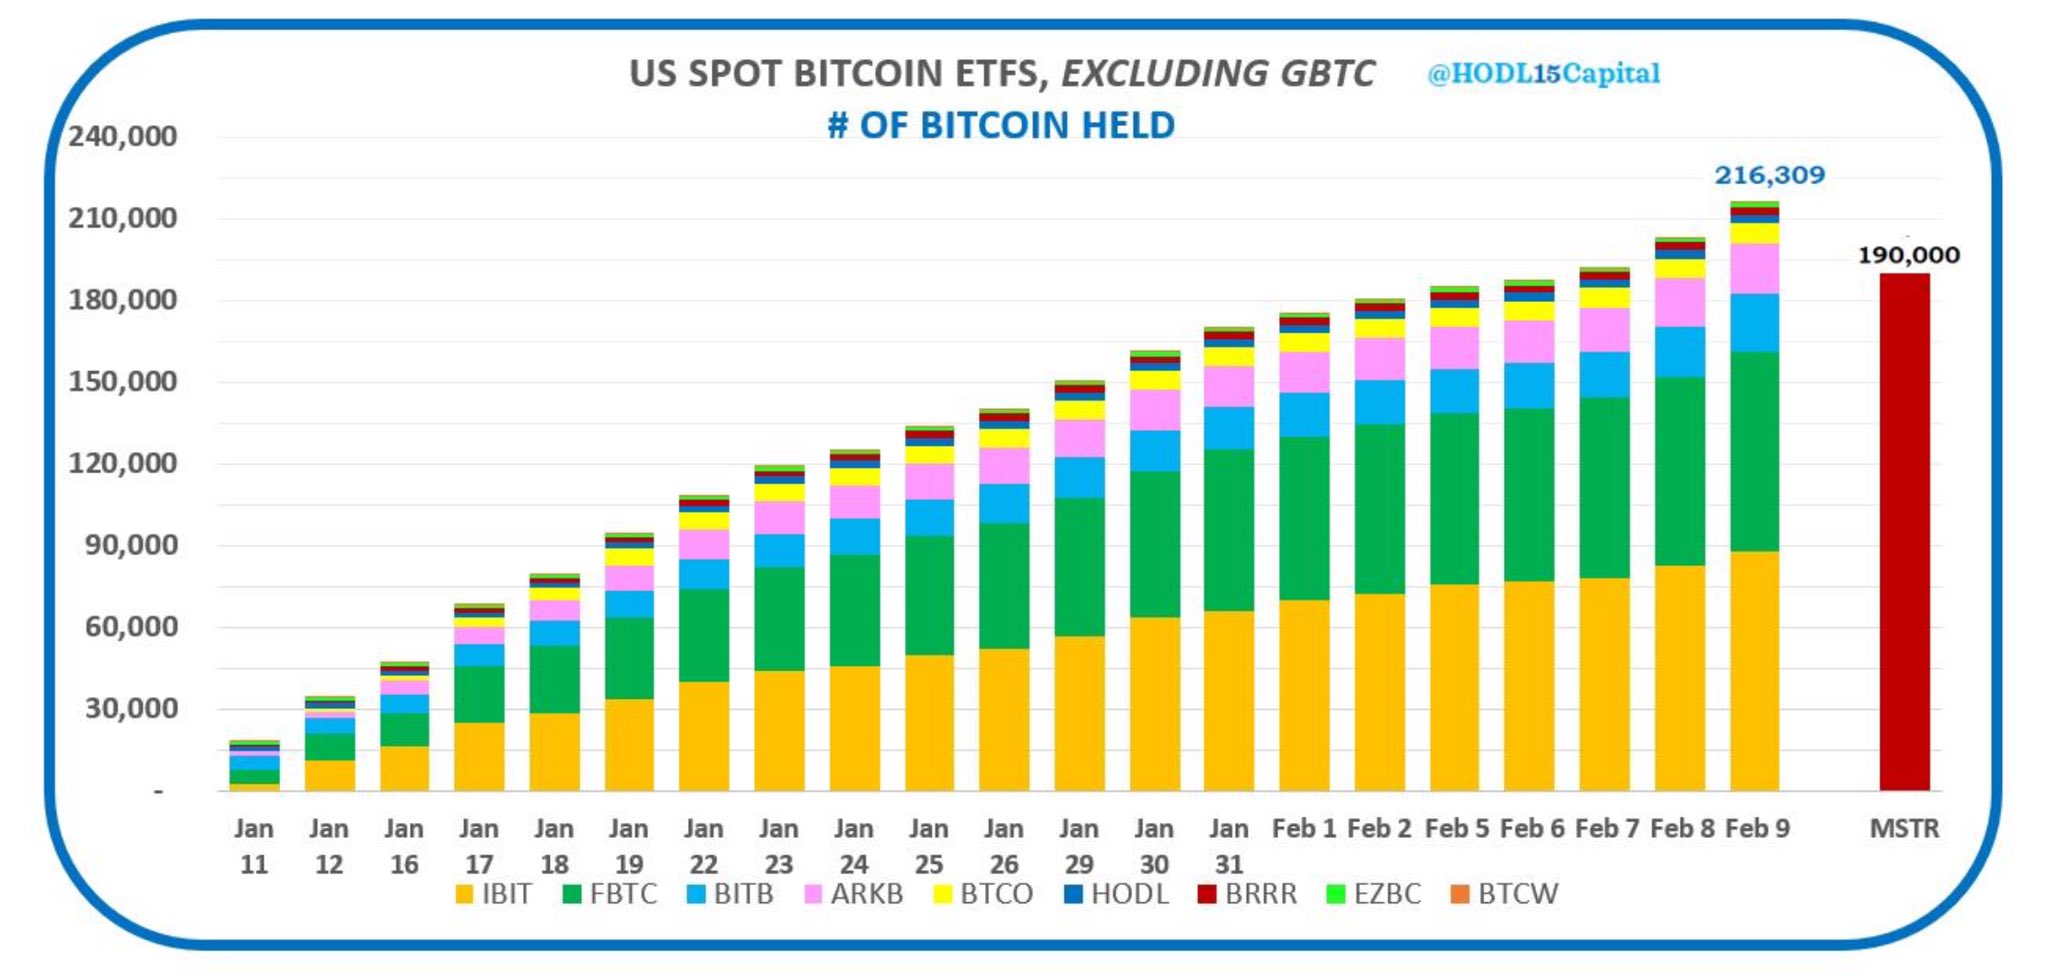 US SPOT BITCOIN ETFS, EXCLUDING GBTC @HODL15Capital
# OF BITCOIN HELD
240,000
210,000
180,000
150,000
120,000
90,000
60,000
30,000
-
216,309
190,000
Jan 11
Jan 12
Jan 16
Jan 17
Jan 18
Jan 19
Jan 22
Jan 23
Jan 24
Jan 25
Jan 26
Jan 29
Jan 30
Jan 31
Feb 1
Feb 2
Feb 5
Feb 6
Feb 7
Feb 8
Feb 9
MSTR
IBIT FBTC BITB ARKB BTCO HODL BRRR EZBC BTCW